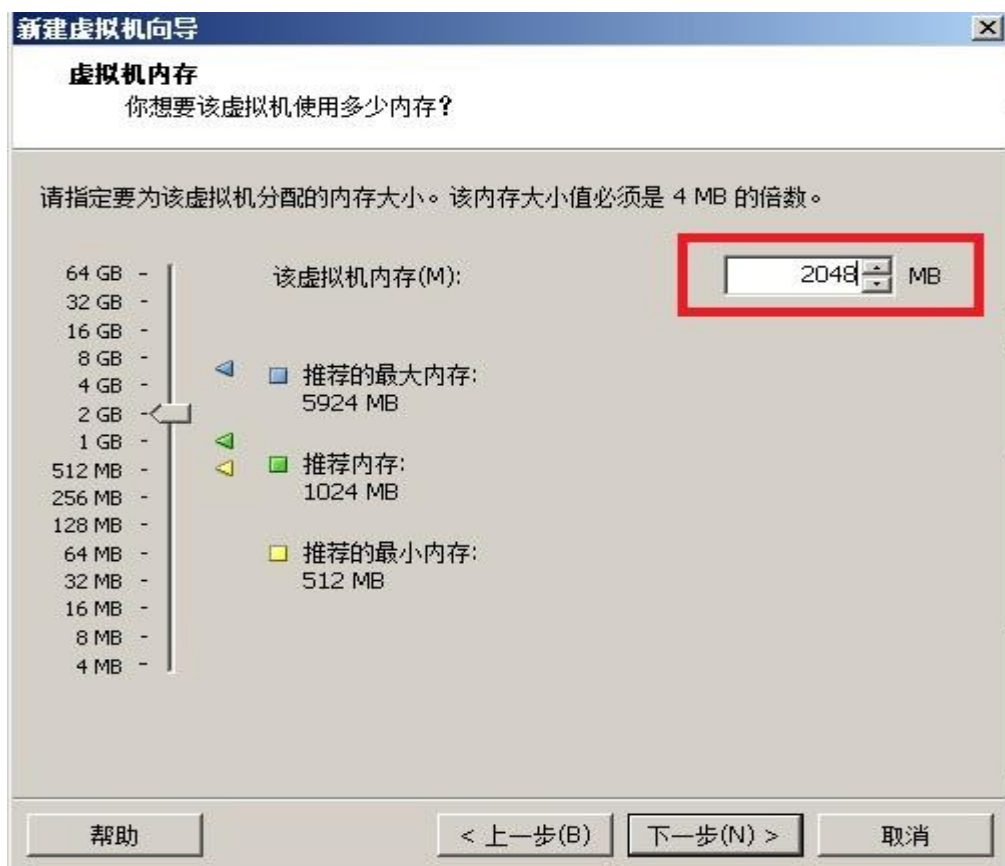 新建虚拟机向导
虚拟机内存
你想要该虚拟机使用多少内存?
请指定要为该虚拟机分配的内存大小。该内存大小值必须是 4 MB 的倍数。
该虚拟机内存(M):
2048 MB
64 GB
32 GB
16 GB
8 GB
4 GB
2 GB
1 GB
512 MB
256 MB
128 MB
64 MB
32 MB
16 MB
8 MB
4 MB
推荐的最大内存:
5924 MB
推荐内存:
1024 MB
推荐的最小内存:
512 MB
帮助
< 上一步(B)
下一步(N) >
取消